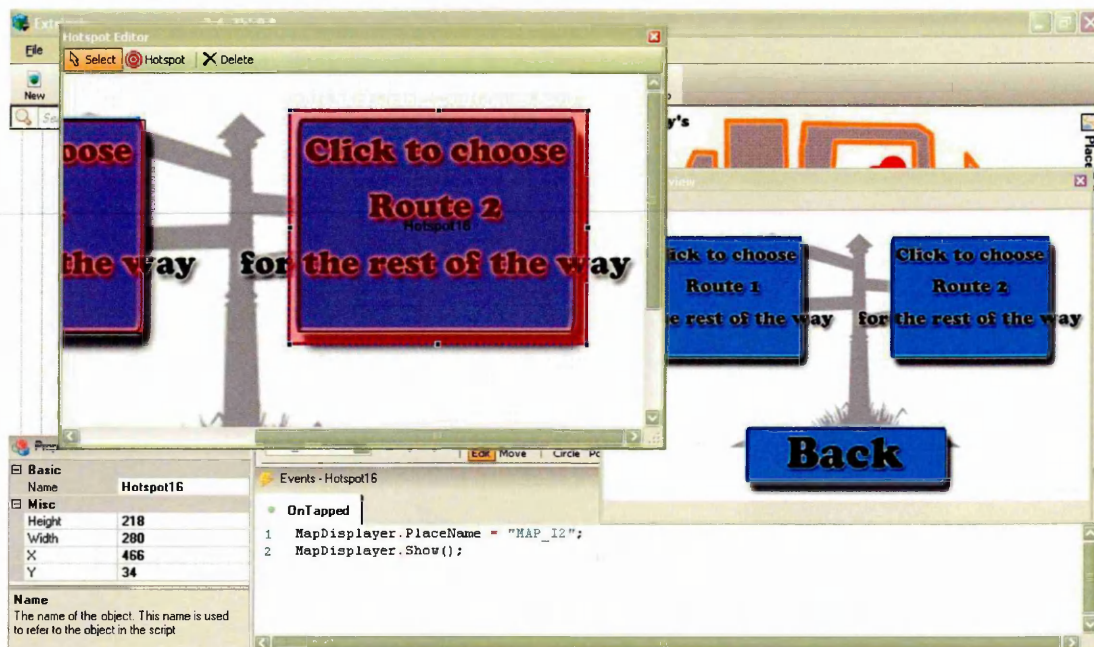 Hotspot Editor
File
Select Hotspot Delete
New
Click to choose
Route 2
Hotspot16
for the rest of the way
oose
the way
y's
Place
view
ick to choose
Route 1
e rest of the way
Click to choose
Route 2
for the rest of the way
Back
Basic
Name Hotspot16
Misc
Height 218
Width 280
X 466
Y 34
Name
The name of the object. This name is used
to refer to the object in the script
Edit Move Circle Po
Events - Hotspot16
OnTapped
1 MapDisplayer.PlaceName = "MAP_I2";
2 MapDisplayer.Show();